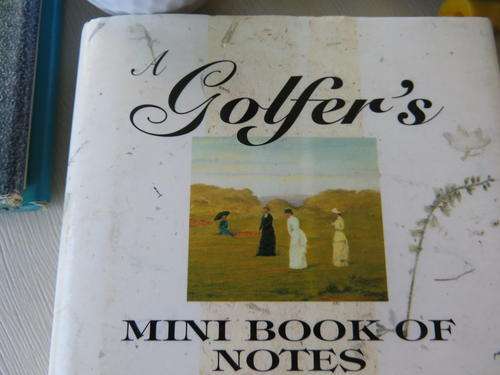 A
Golfer's
MINI BOOK OF
NOTES